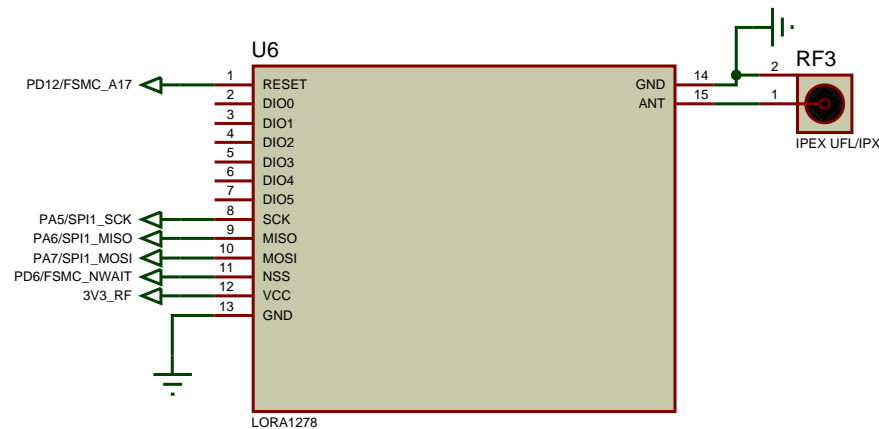 U6
PD12/FSMC_A17 1 RESET
2 DIO0
3 DIO1
4 DIO2
5 DIO3
6 DIO4
7 DIO5
PA5/SPI1_SCK 8 SCK
PA6/SPI1_MISO 9 MISO
PA7/SPI1_MOSI 10 MOSI
PD6/FSMC_NWAIT 11 NSS
3V3_RF 12 VCC
13 GND
LORA1278
GND 14
ANT 15
RF3
2
1
IPEX UFL/IPX